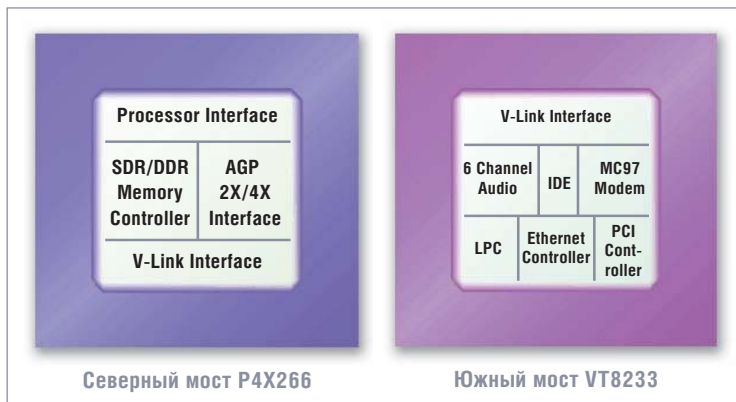 Processor Interface
SDR/DDR
Memory
Controller
AGP
2X/4X
Interface
V-Link Interface
Северный мост P4X266
V-Link Interface
6 Channel
Audio
IDE
MC97
Modem
LPC
Ethernet
Controller
PCI
Cont-
roller
Южный мост VT8233